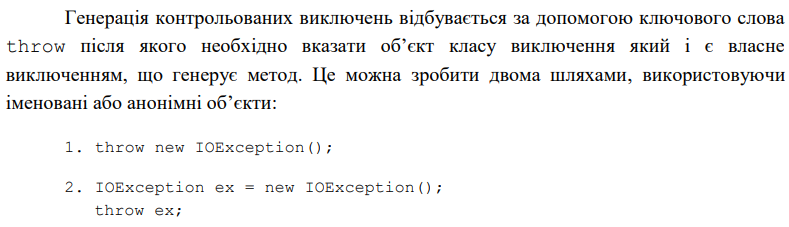 Генерація контрольованих виключень відбувається за допомогою ключового слова
throw після якого необхідно вказати об’єкт класу виключення який і є власне
виключенням, що генерує метод. Це можна зробити двома шляхами, використовуючи
іменовані або анонімні об’єкти:
1. throw new IOException();
2. IOException ex = new IOException();
throw ex;